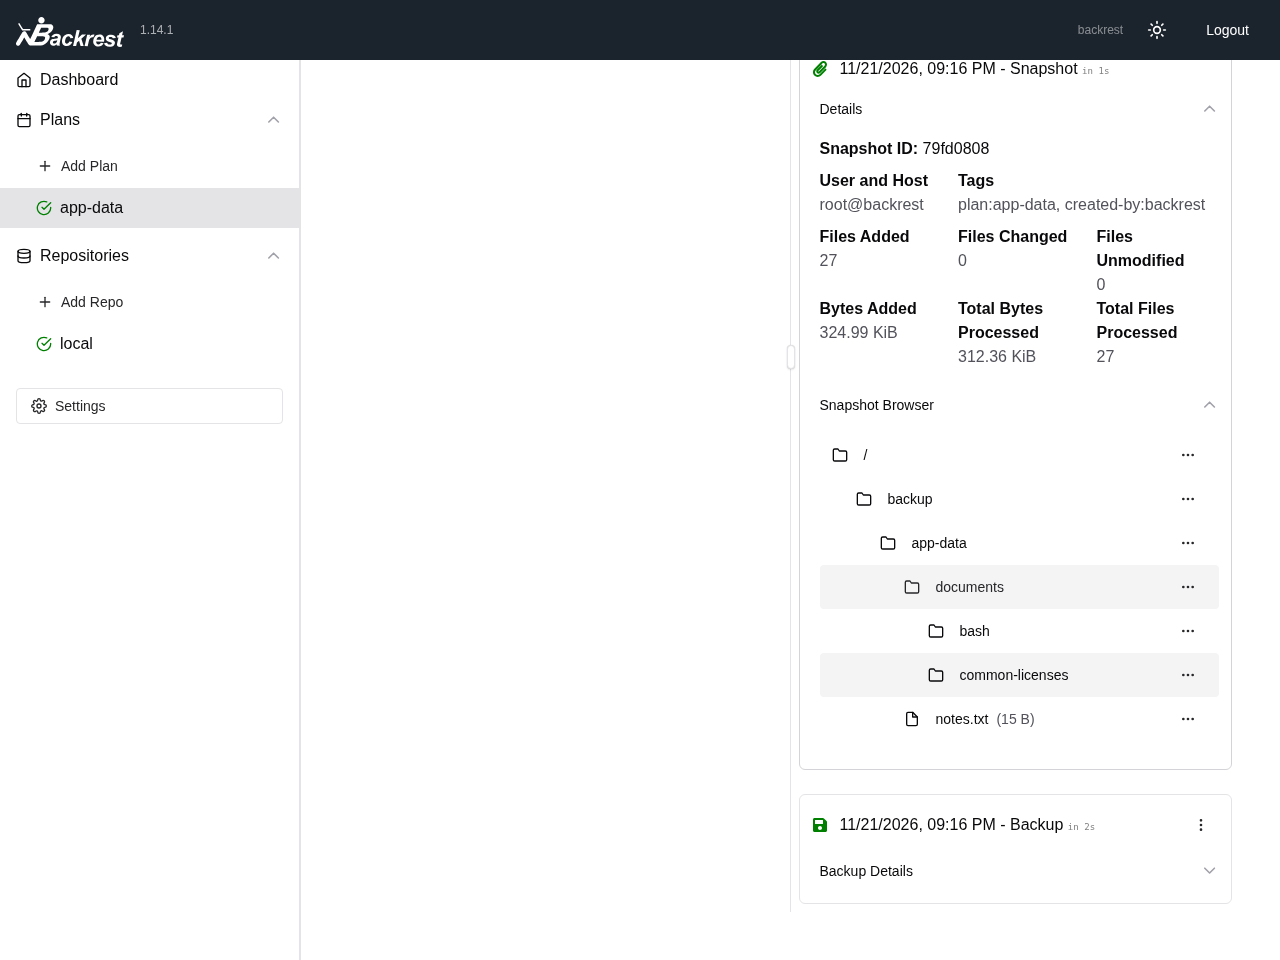 Backrest 1.14.1
backrest
Logout
Dashboard
Plans
Add Plan
app-data
Repositories
Add Repo
local
Settings
11/21/2026, 09:16 PM - Snapshot in 1s
Details
Snapshot ID: 79fd0808
User and Host
root@backrest
Tags
plan:app-data, created-by:backrest
Files Added
27
Files Changed
0
Files
Unmodified
0
Bytes Added
324.99 KiB
Total Bytes
Processed
312.36 KiB
Total Files
Processed
27
Snapshot Browser
/
backup
app-data
documents
bash
common-licenses
notes.txt (15 B)
11/21/2026, 09:16 PM - Backup in 2s
Backup Details